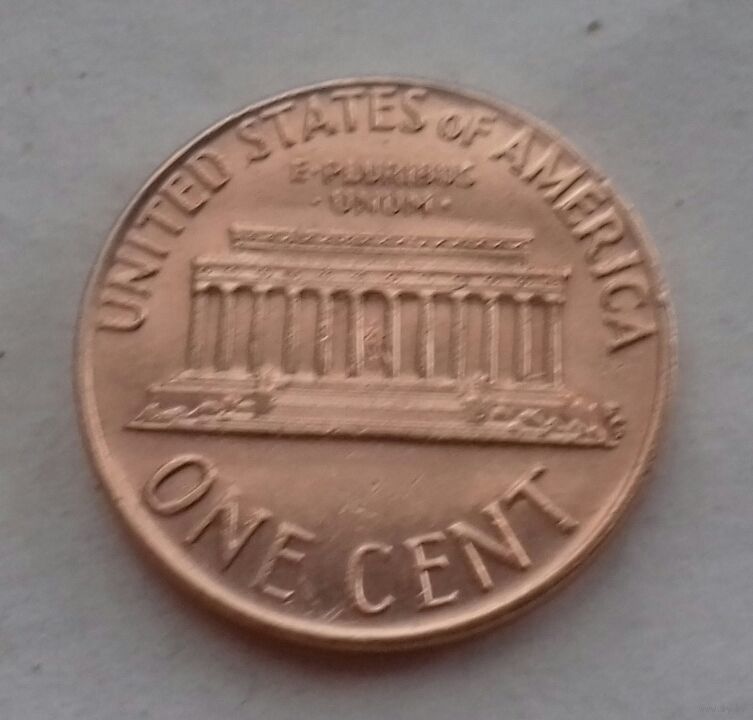 UNITED STATES OF AMERICA
E·PLURIBUS
·UNUM·
ONE CENT